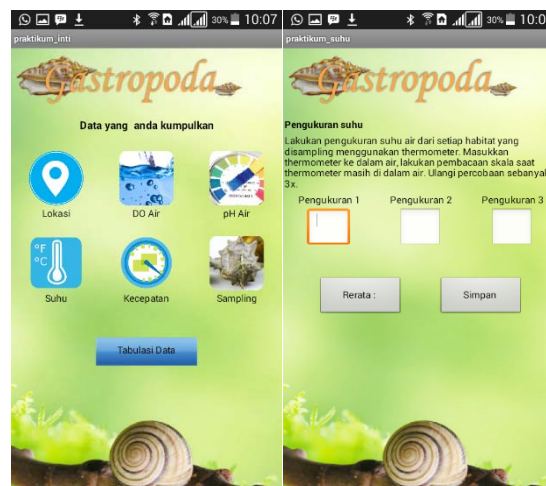 30% 10:07
praktikum_inti
Gastropoda
Data yang anda kumpulkan
Lokasi
DO Air
pH Air
°F
°C
Suhu
Kecepatan
Sampling
Tabulasi Data
30% 10:0
praktikum_suhu
Gastropoda
Pengukuran suhu
Lakukan pengukuran suhu air dari setiap habitat yang
disampling menggunakan thermometer. Masukkan
thermometer ke dalam air, lakukan pembacaan skala saat
thermometer masih di dalam air. Ulangi percobaan sebanyak
3x.
Pengukuran 1 Pengukuran 2 Pengukuran 3
Rerata : Simpan